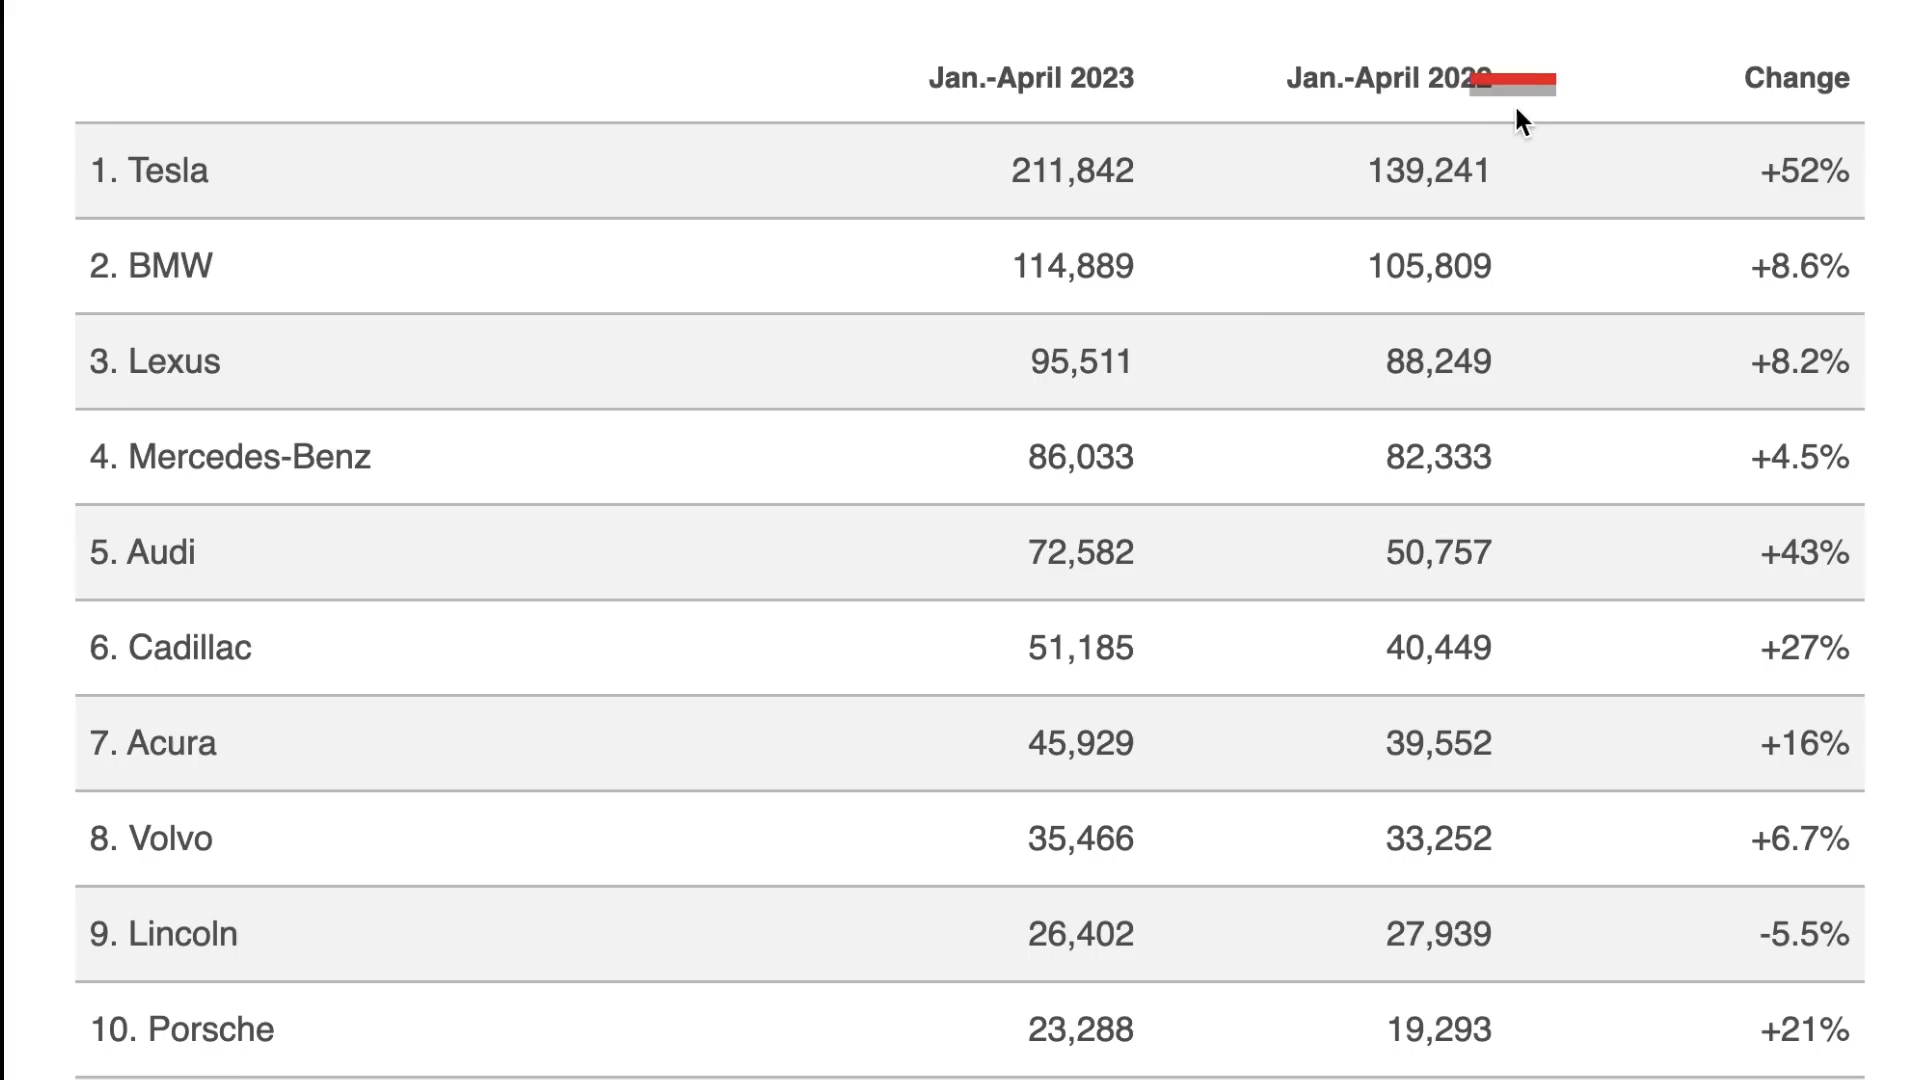 Jan.-April 2023 Jan.-April 2022 Change
1. Tesla 211,842 139,241 +52%
2. BMW 114,889 105,809 +8.6%
3. Lexus 95,511 88,249 +8.2%
4. Mercedes-Benz 86,033 82,333 +4.5%
5. Audi 72,582 50,757 +43%
6. Cadillac 51,185 40,449 +27%
7. Acura 45,929 39,552 +16%
8. Volvo 35,466 33,252 +6.7%
9. Lincoln 26,402 27,939 -5.5%
10. Porsche 23,288 19,293 +21%